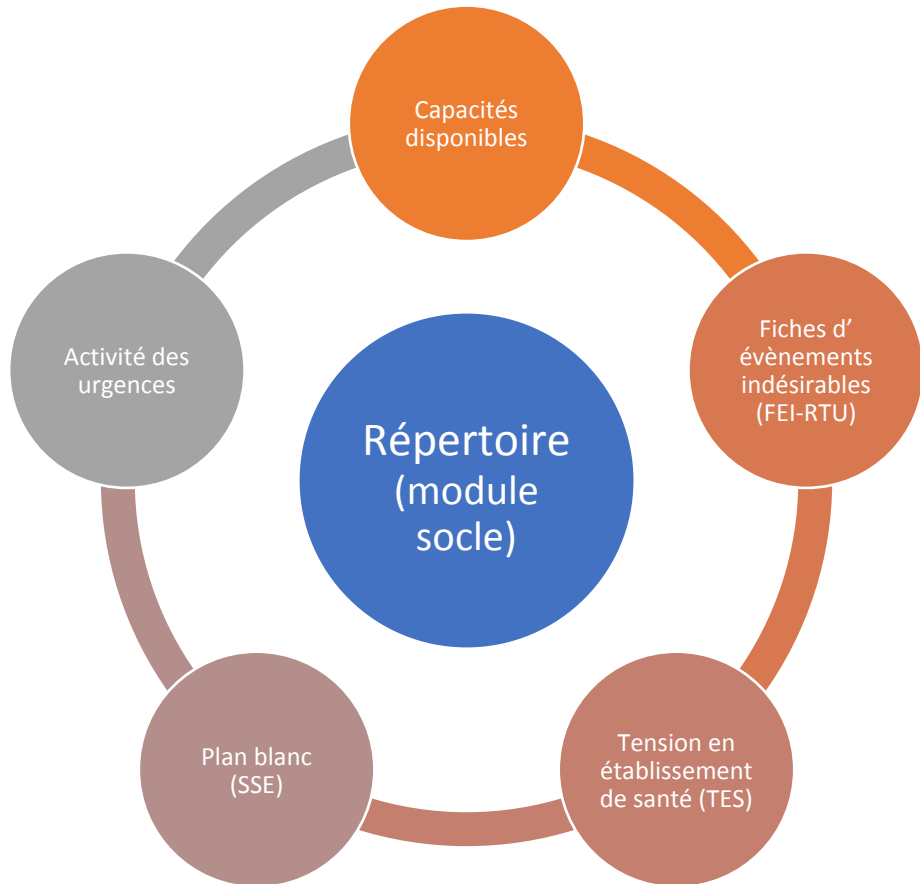 Capacités
disponibles
Fiches d’
évènements
indésirables
(FEI-RTU)
Tension en
établissement
de santé (TES)
Plan blanc
(SSE)
Activité des
urgences
Répertoire
(module
socle)